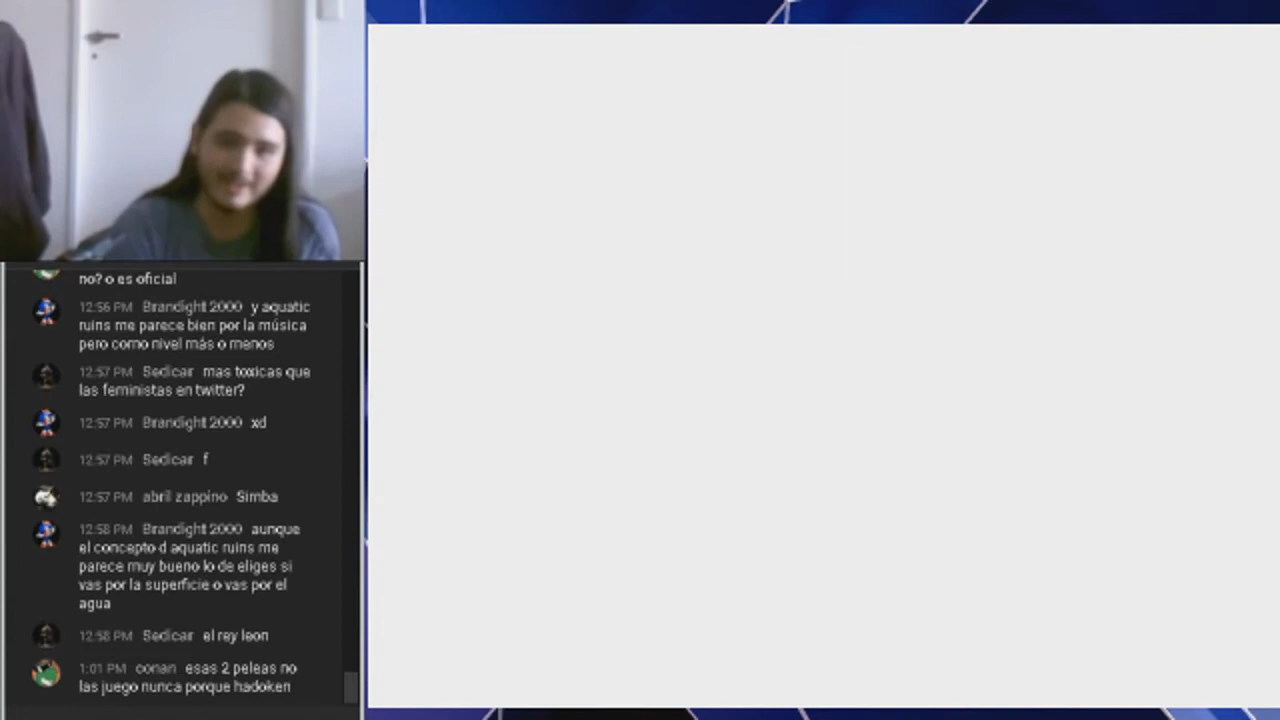 no? o es oficial
12:56 PM Brandight 2000 y aquatic
ruins me parece bien por la música
pero como nivel más o menos
12:57 PM Sedicar mas toxicas que
las feministas en twitter?
12:57 PM Brandight 2000 xd
12:57 PM Sedicar f
12:57 PM abril zappino Simba
12:58 PM Brandight 2000 aunque
el concepto d aquatic ruins me
parece muy bueno lo de eliges si
vas por la superficie o vas por el
agua
12:58 PM Sedicar el rey leon
1:01 PM conan esas 2 peleas no
las juego nunca porque hadoken